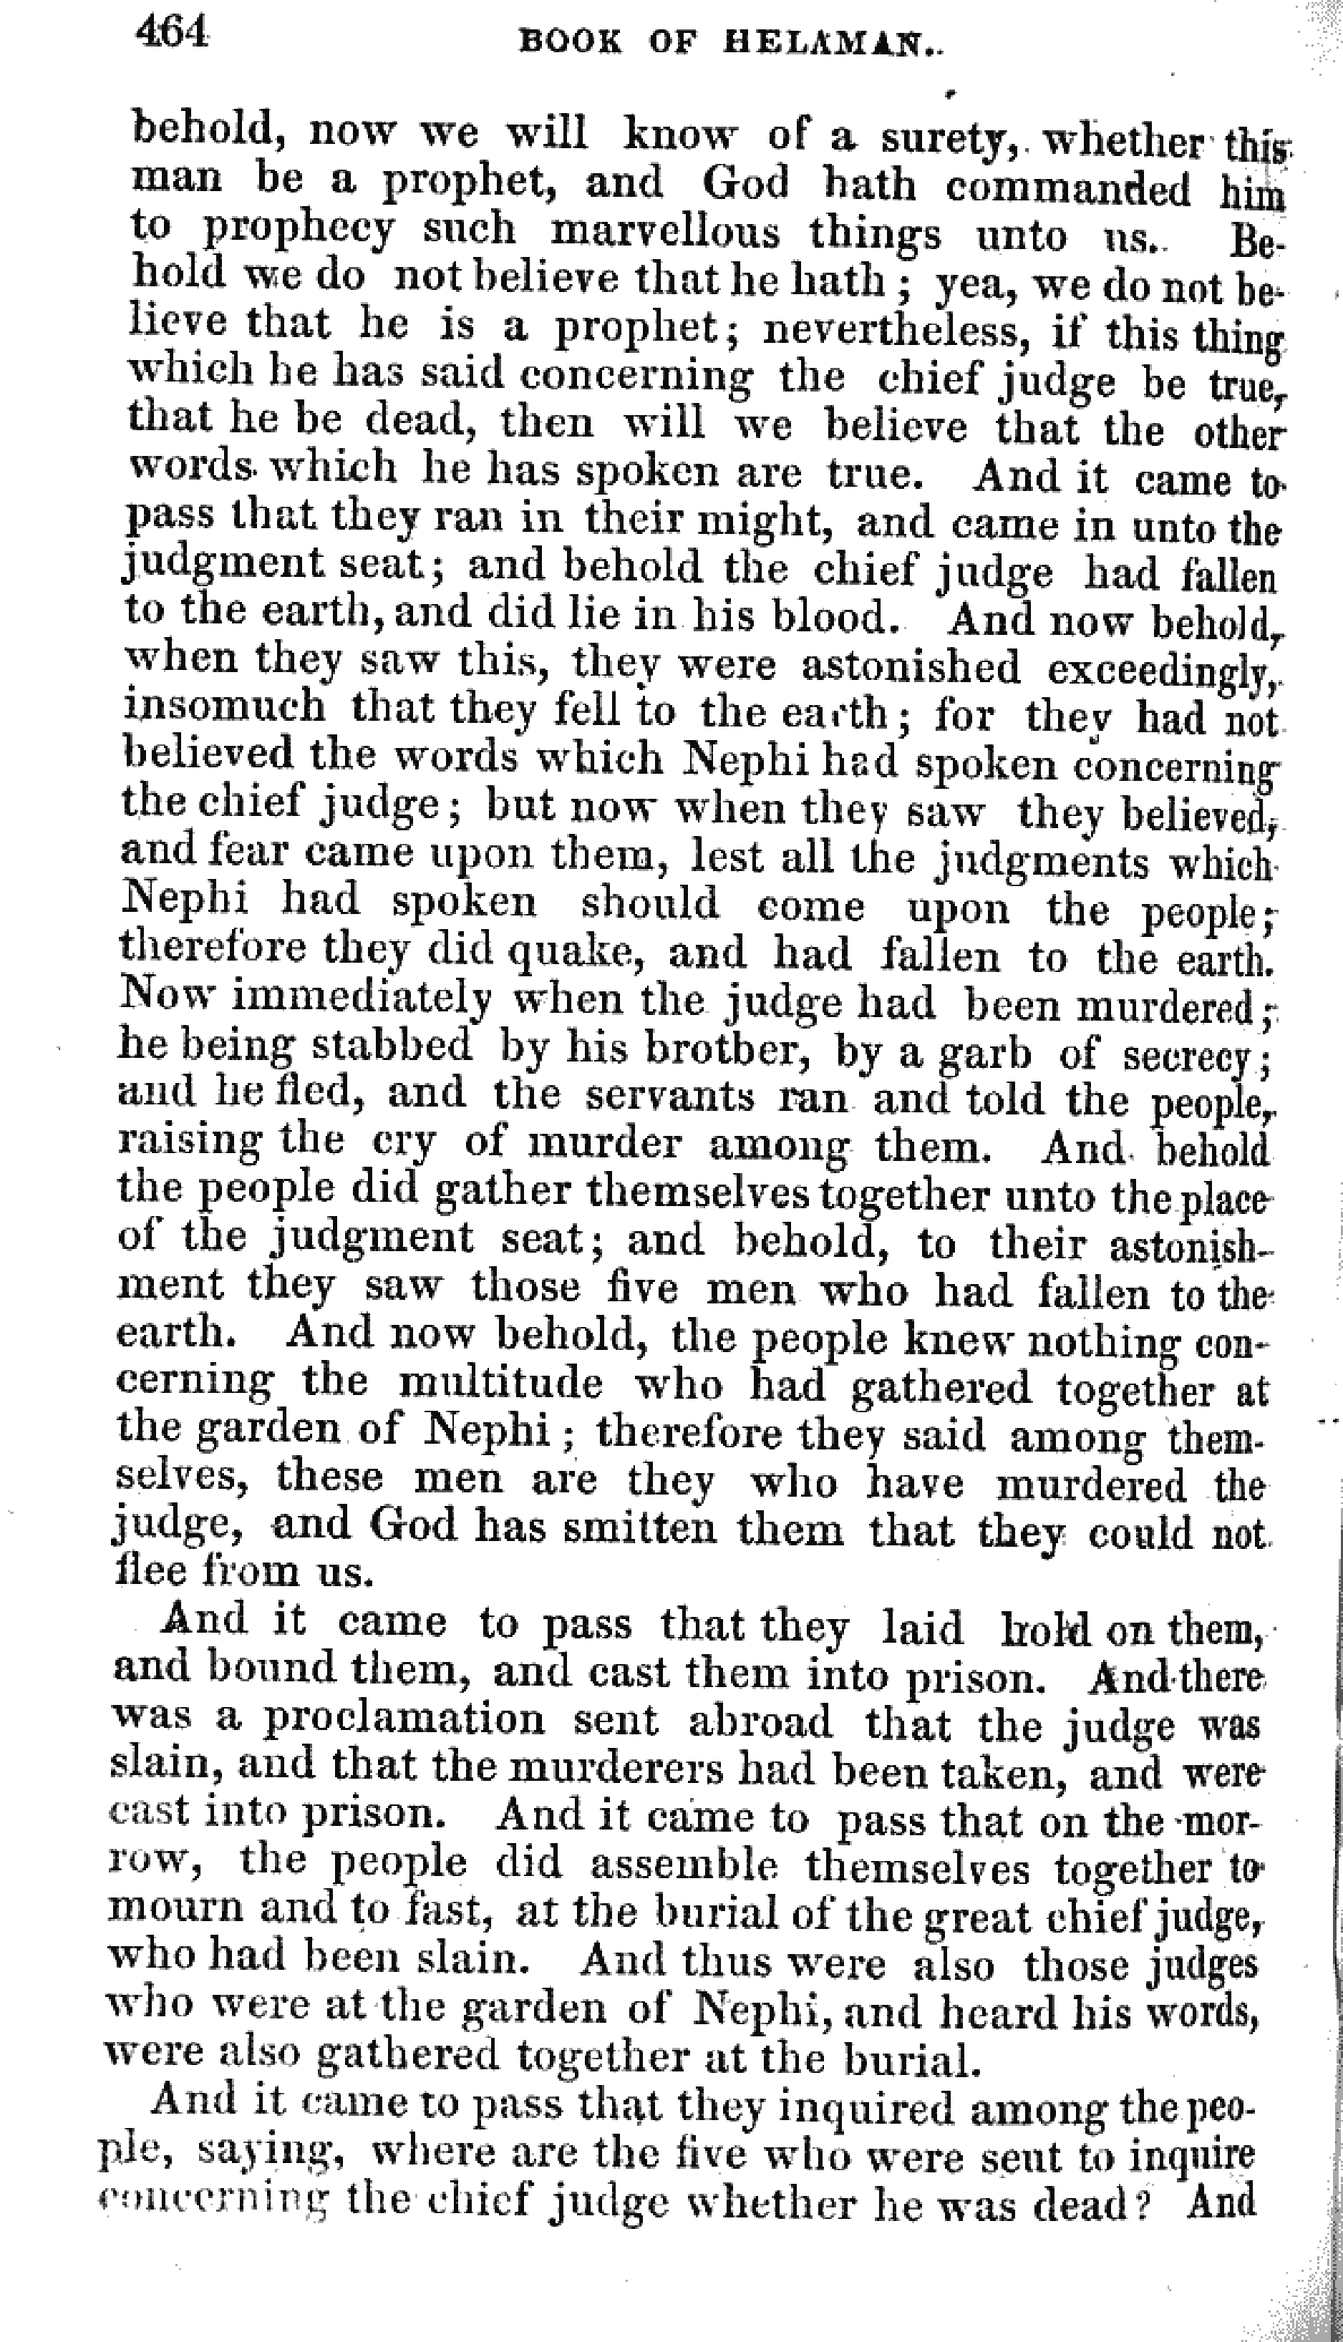 464 BOOK OF HELAMAN.
behold, now we will know of a surety, whether this
man be a prophet, and God hath commanded him
to prophecy such marvellous things unto us. Be-
hold we do not believe that he hath; yea, we do not be-
lieve that he is a prophet; nevertheless, if this thing
which he has said concerning the chief judge be true,
that he be dead, then will we believe that the other
words which he has spoken are true. And it came to
pass that they ran in their might, and came in unto the
judgment seat; and behold the chief judge had fallen
to the earth, and did lie in his blood. And now behold,
when they saw this, they were astonished exceedingly,
insomuch that they fell to the earth; for they had not
believed the words which Nephi had spoken concerning
the chief judge; but now when they saw they believed,
and fear came upon them, lest all the judgments which
Nephi had spoken should come upon the people;
therefore they did quake, and had fallen to the earth.
Now immediately when the judge had been murdered;
he being stabbed by his brother, by a garb of secrecy;
and he fled, and the servants ran and told the people,
raising the cry of murder among them. And behold
the people did gather themselves together unto the place
of the judgment seat; and behold, to their astonish-
ment they saw those five men who had fallen to the
earth. And now behold, the people knew nothing con-
cerning the multitude who had gathered together at
the garden of Nephi; therefore they said among them-
selves, these men are they who have murdered the
judge, and God has smitten them that they could not
flee from us.
And it came to pass that they laid hold on them,
and bound them, and cast them into prison. And there
was a proclamation sent abroad that the judge was
slain, and that the murderers had been taken, and were
cast into prison. And it came to pass that on the mor-
row, the people did assemble themselves together to
mourn and to fast, at the burial of the great chief judge,
who had been slain. And thus were also those judges
who were at the garden of Nephi, and heard his words,
were also gathered together at the burial.
And it came to pass that they inquired among the peo-
ple, saying, where are the five who were sent to inquire
concerning the chief judge whether he was dead? And